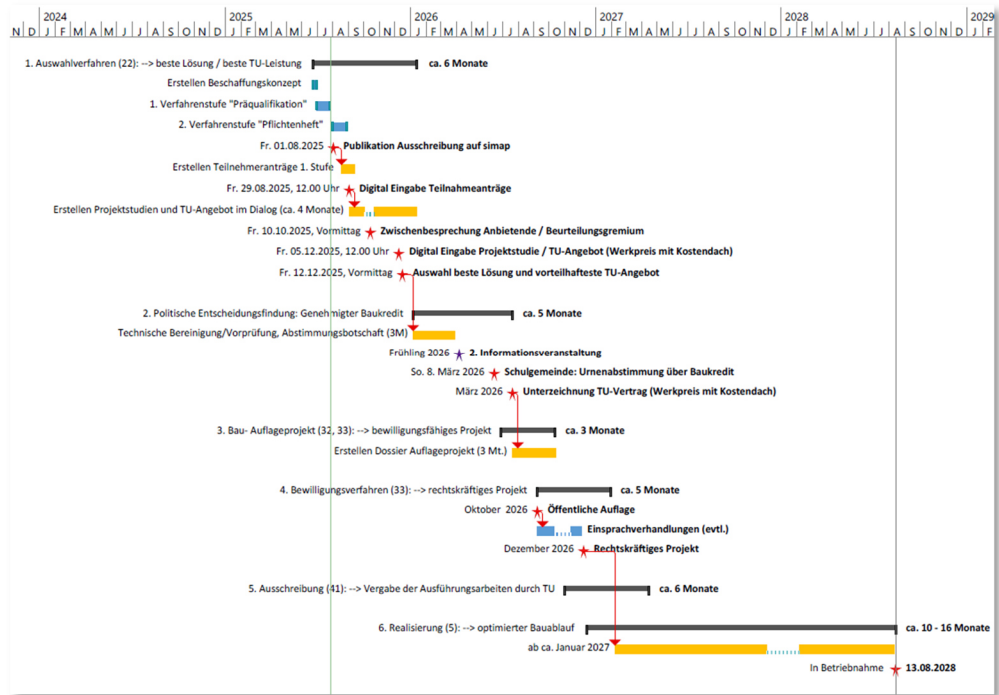 2024 2025 2026 2027 2028 2029
N D J F M A M J J A S O N D J F M A M J J A S O N D J F M A M J J A S O N D J F M A M J J A S O N D J F M A M J J A S O N D J F
1. Auswahlverfahren (22): --> beste Lösung / beste TU-Leistung ca. 6 Monate
Erstellen Beschaffungskonzept
1. Verfahrenstufe "Präqualifikation"
2. Verfahrenstufe "Pflichtenheft"
Fr. 01.08.2025 Publikation Ausschreibung auf simap
Erstellen Teilnehmeranträge 1. Stufe
Fr. 29.08.2025, 12.00 Uhr Digital Eingabe Teilnahmeanträge
Erstellen Projektstudien und TU-Angebot im Dialog (ca. 4 Monate)
Fr. 10.10.2025, Vormittag Zwischenbesprechung Anbietende / Beurteilungsgremium
Fr. 05.12.2025, 12.00 Uhr Digital Eingabe Projektstudie / TU-Angebot (Werkpreis mit Kostendach)
Fr. 12.12.2025, Vormittag Auswahl beste Lösung und vorteilhafteste TU-Angebot
2. Politische Entscheidungsfindung: Genehmigter Baukredit ca. 5 Monate
Technische Bereinigung/Vorprüfung, Abstimmungsbotschaft (3M)
Frühling 2026 2. Informationsveranstaltung
So. 8. März 2026 Schulgemeinde: Urnenabstimmung über Baukredit
März 2026 Unterzeichnung TU-Vertrag (Werkpreis mit Kostendach)
3. Bau- Auflageprojekt (32, 33): --> bewilligungsfähiges Projekt ca. 3 Monate
Erstellen Dossier Auflageprojekt (3 Mt.)
4. Bewilligungsverfahren (33): --> rechtskräftiges Projekt ca. 5 Monate
Oktober 2026 Öffentliche Auflage
Einsprachverhandlungen (evtl.)
Dezember 2026 Rechtskräftiges Projekt
5. Ausschreibung (41): --> Vergabe der Ausführungsarbeiten durch TU ca. 6 Monate
6. Realisierung (5): --> optimierter Bauablauf ca. 10 - 16 Monate
ab ca. Januar 2027
In Betriebnahme 13.08.2028